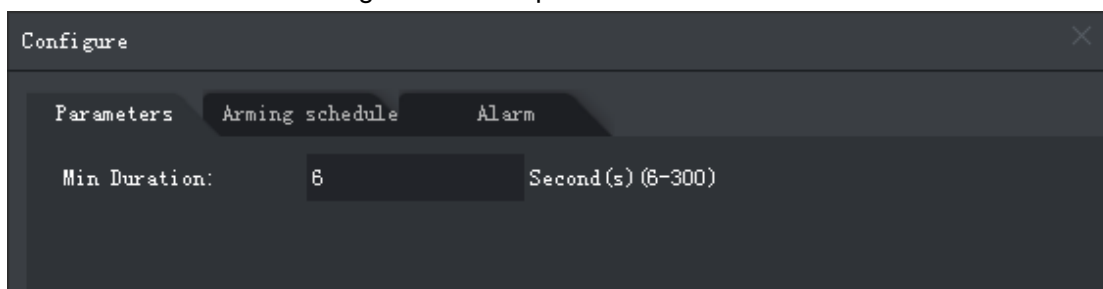 Configure
Parameters Arming schedule Alarm
Min Duration: 6 Second(s)(6-300)